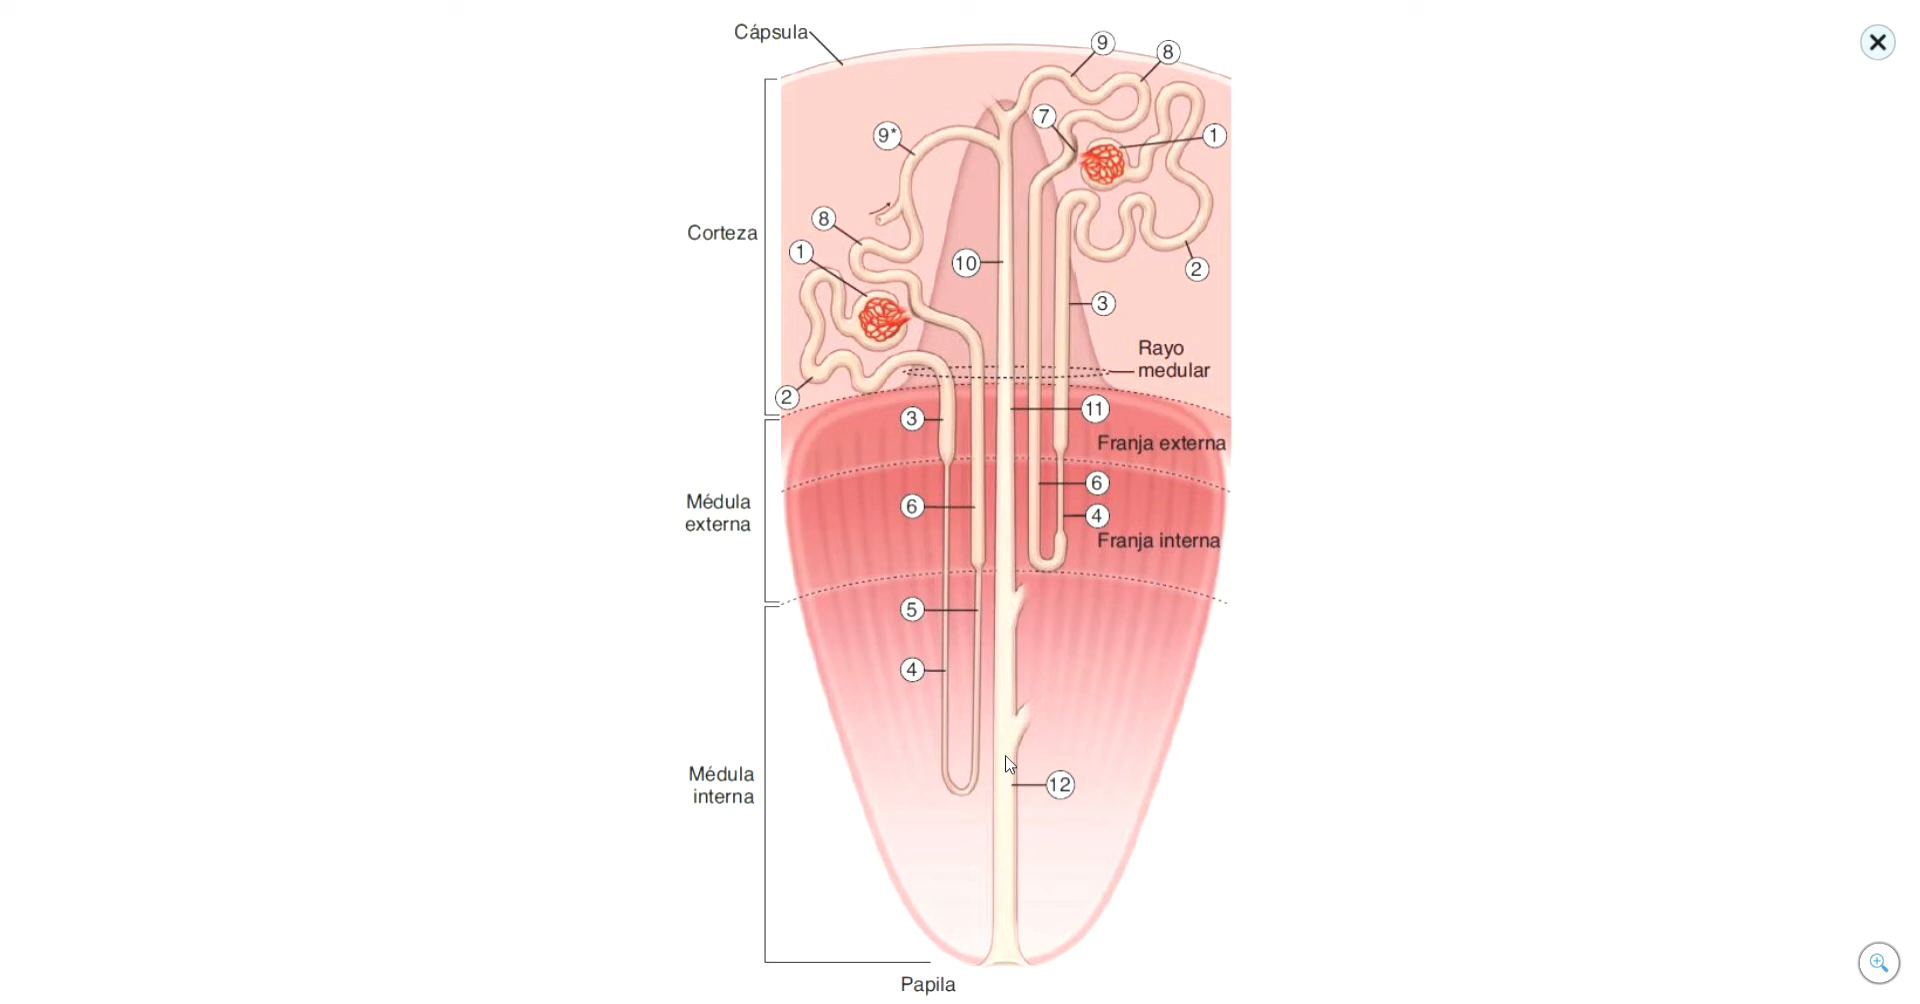 Cápsula
9
8
7
9*
1
8
Corteza
1
10
2
3
Rayo
medular
2
3
11
Franja externa
6
4
Médula
externa
6
Franja interna
5
4
Médula
interna
12
Papila